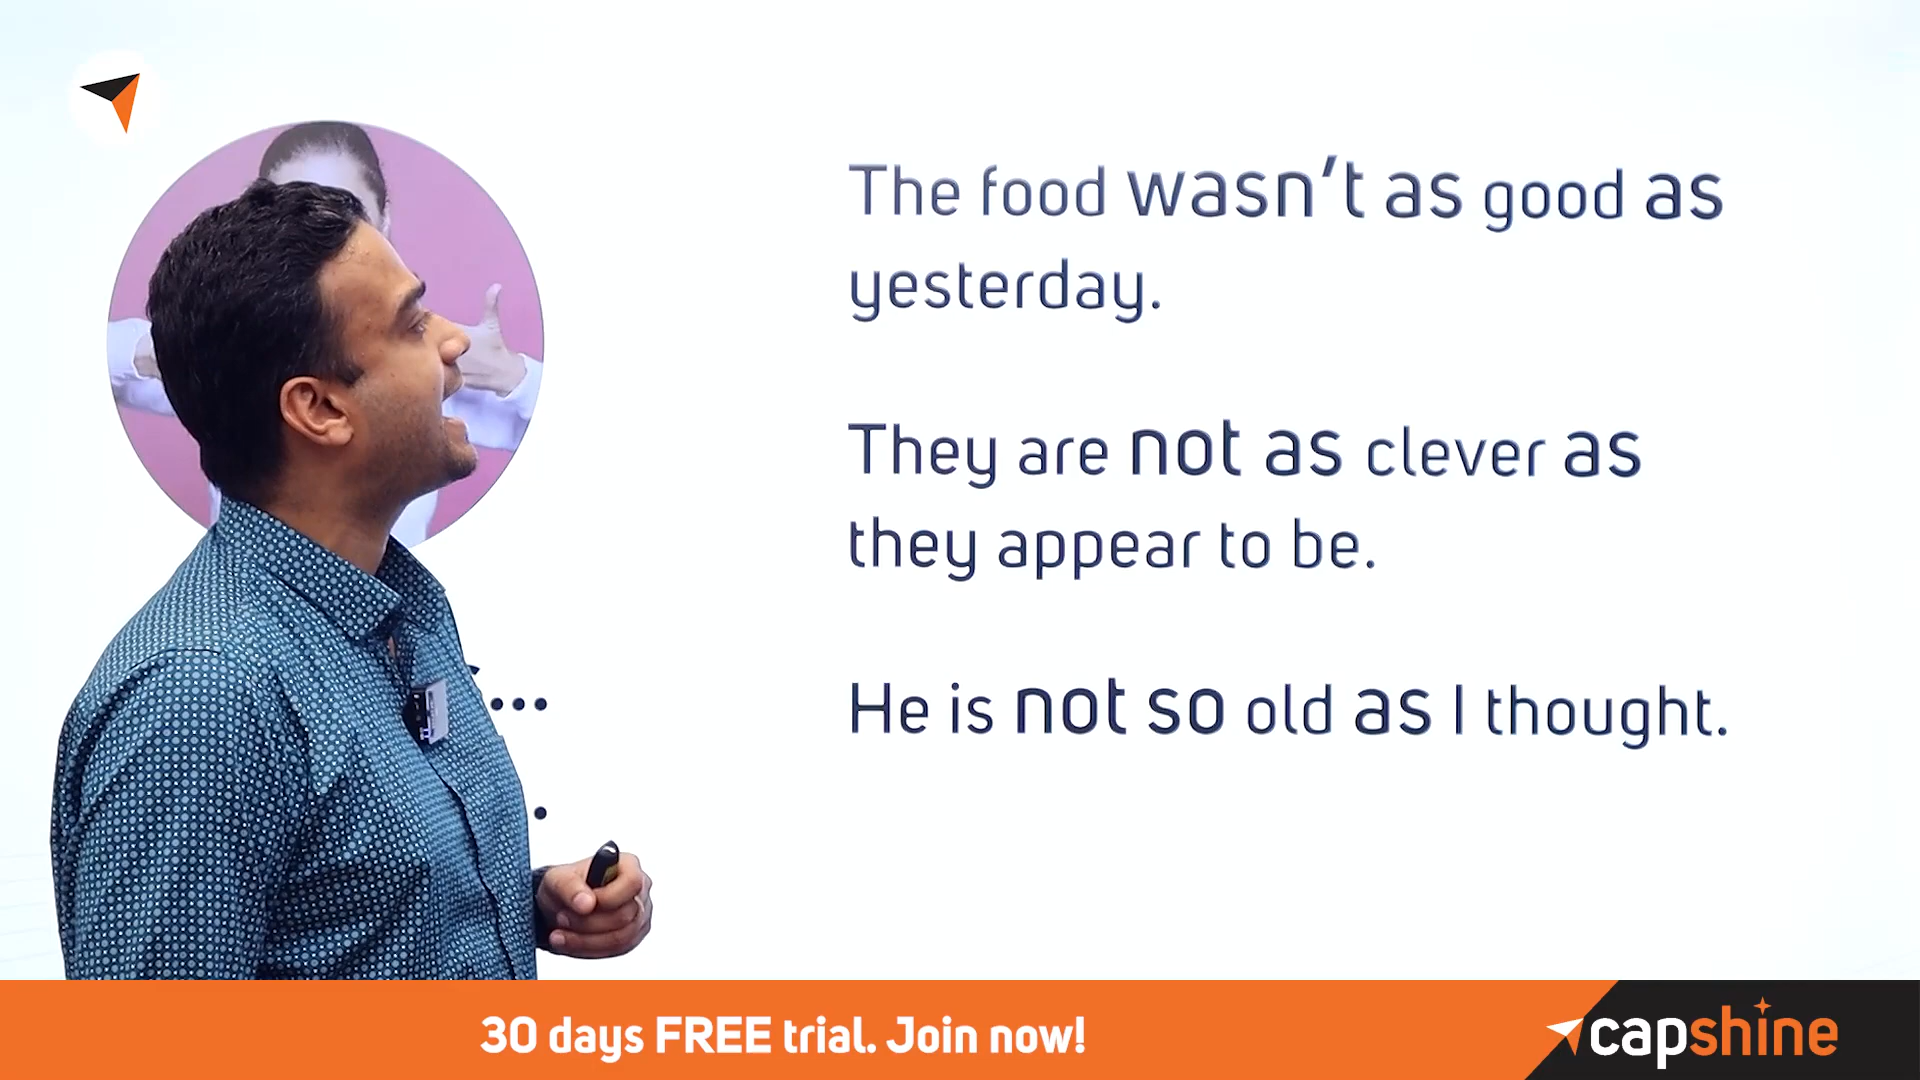 The food wasn’t as good as
yesterday.
They are not as clever as
they appear to be.
He is not so old as I thought.
30 days FREE trial. Join now!
capshine